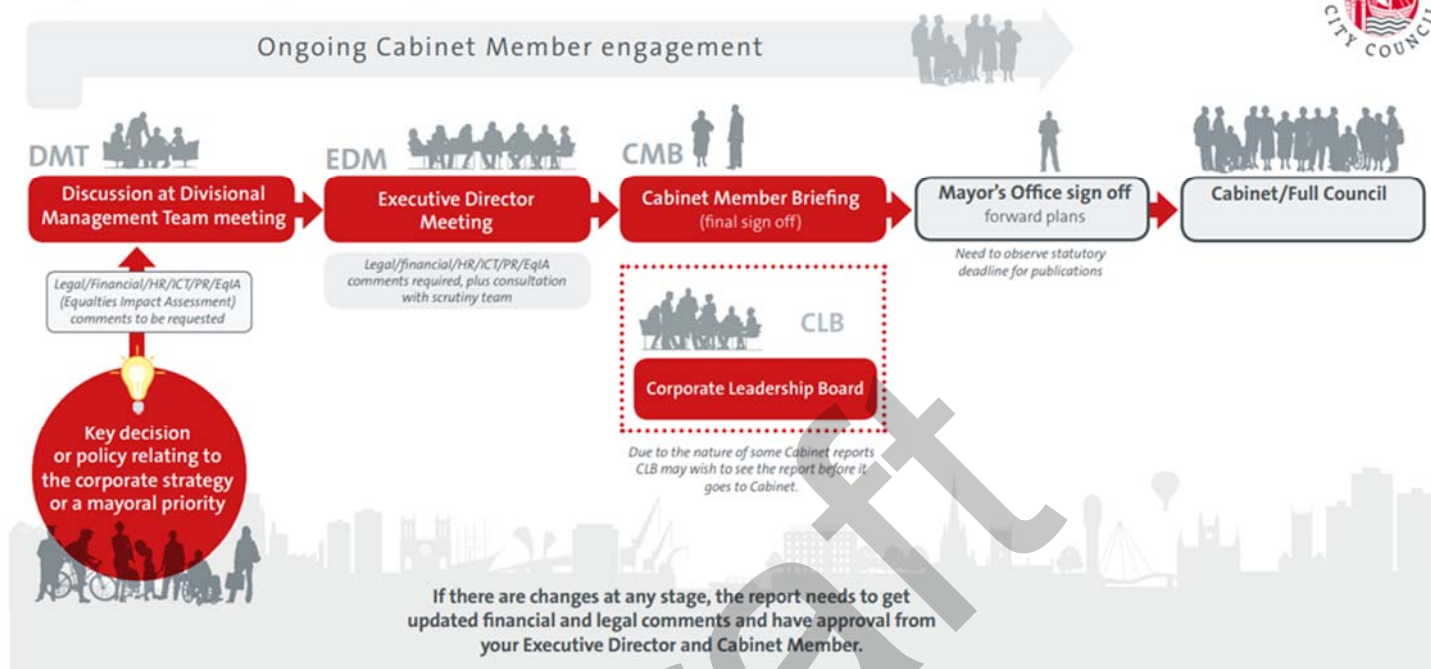 CITY COUNCIL
Ongoing Cabinet Member engagement
DMT
Discussion at Divisional
Management Team meeting
Legal/Financial/HR/ICT/PR/EqIA
(Equalties Impact Assessment)
comments to be requested
Key decision
or policy relating to
the corporate strategy
or a mayoral priority
EDM
Executive Director
Meeting
Legal/financial/HR/ICT/PR/EqIA
comments required, plus consultation
with scrutiny team
CMB
Cabinet Member Briefing
(final sign off)
CLB
Corporate Leadership Board
Due to the nature of some Cabinet reports
CLB may wish to see the report before it
goes to Cabinet.
Mayor's Office sign off
forward plans
Need to observe statutory
deadline for publications
Cabinet/Full Council
If there are changes at any stage, the report needs to get
updated financial and legal comments and have approval from
your Executive Director and Cabinet Member.